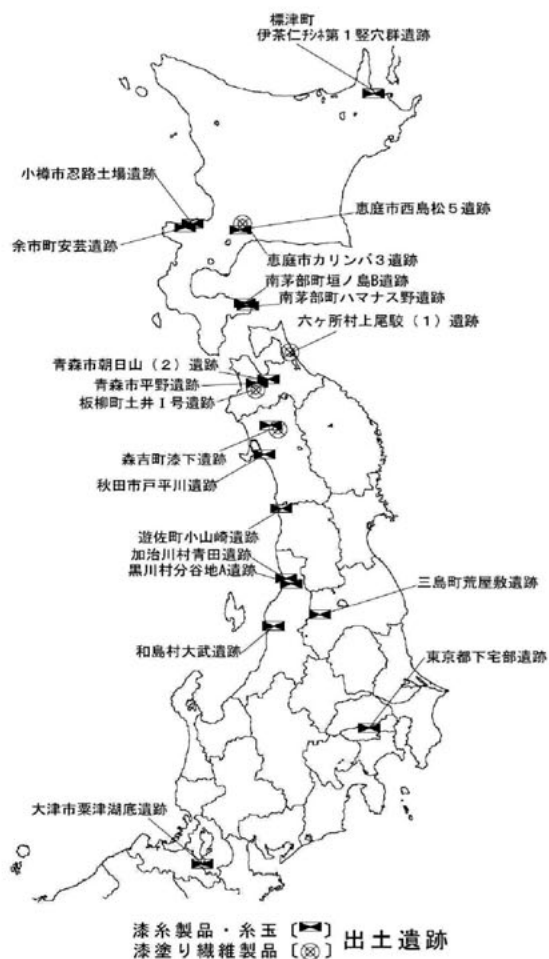 標津町
伊茶仁ﾁｼﾈ第1竪穴群遺跡
小樽市忍路土場遺跡
恵庭市西島松5遺跡
余市町安芸遺跡
恵庭市カリンバ3遺跡
南茅部町垣ノ島B遺跡
南茅部町ハマナス野遺跡
六ヶ所村上尾駮(1)遺跡
青森市朝日山(2)遺跡
青森市平野遺跡
板柳町土井Ⅰ号遺跡
森吉町漆下遺跡
秋田市戸平川遺跡
遊佐町小山崎遺跡
加治川村青田遺跡
黒川村分谷地A遺跡
三島町荒屋敷遺跡
和島村大武遺跡
東京都下宅部遺跡
大津市粟津湖底遺跡
漆糸製品・糸玉〔 〕出土遺跡
漆塗り繊維製品〔 〕